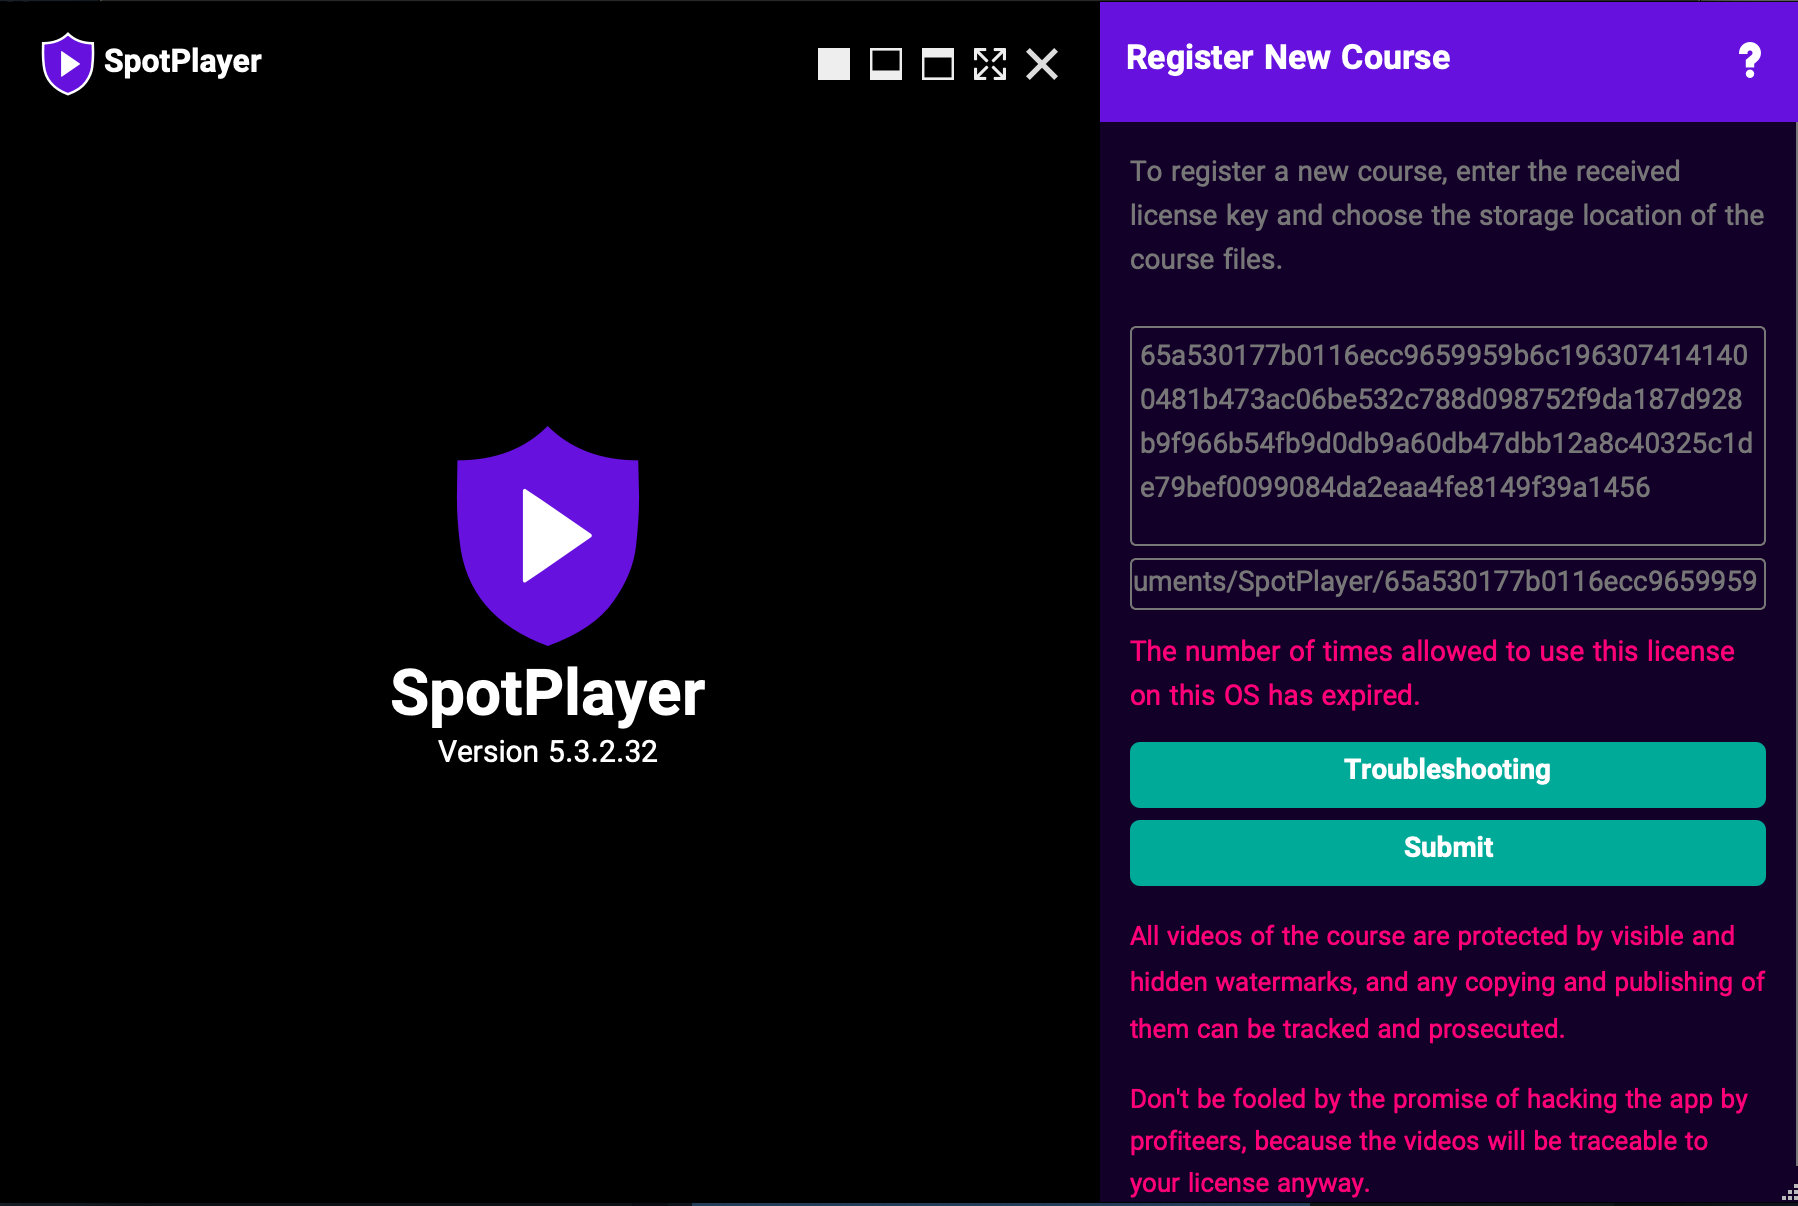 SpotPlayer
SpotPlayer
Version 5.3.2.32
Register New Course
?
To register a new course, enter the received
license key and choose the storage location of the
course files.
65a530177b0116ecc9659959b6c196307414140
0481b473ac06be532c788d098752f9da187d928
b9f966b54fb9d0db9a60db47dbb12a8c40325c1d
e79bef0099084da2eaa4fe8149f39a1456
uments/SpotPlayer/65a530177b0116ecc9659959
The number of times allowed to use this license
on this OS has expired.
Troubleshooting
Submit
All videos of the course are protected by visible and
hidden watermarks, and any copying and publishing of
them can be tracked and prosecuted.
Don't be fooled by the promise of hacking the app by
profiteers, because the videos will be traceable to
your license anyway.